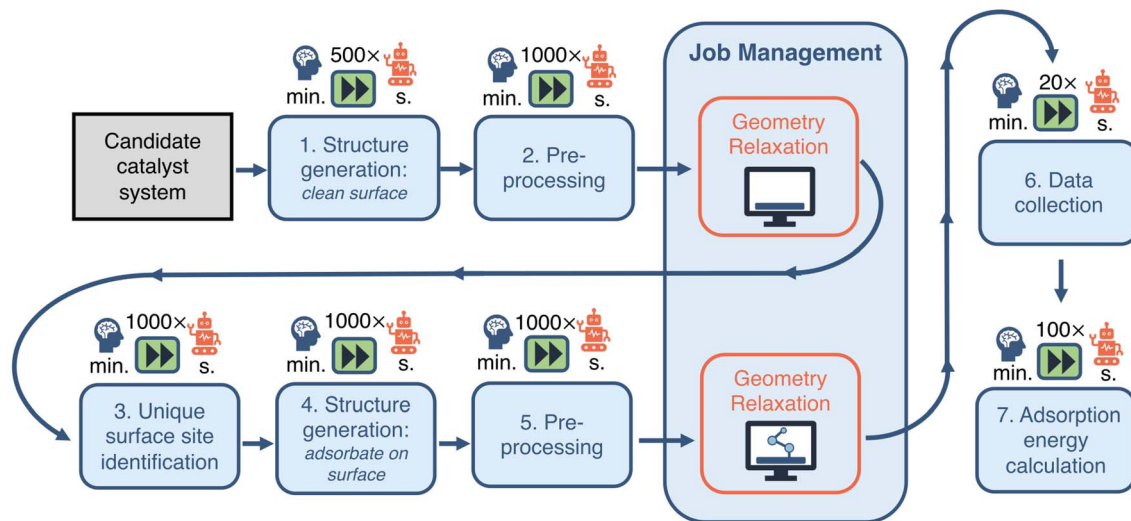 Candidate
catalyst
system
500×
min.
s.
1. Structure
generation:
clean surface
1000×
min.
s.
2. Pre-
processing
Job Management
Geometry
Relaxation
1000×
min.
s.
3. Unique
surface site
identification
1000×
min.
s.
4. Structure
generation:
adsorbate on
surface
1000×
min.
s.
5. Pre-
processing
Geometry
Relaxation
20×
min.
s.
6. Data
collection
100×
min.
s.
7. Adsorption
energy
calculation